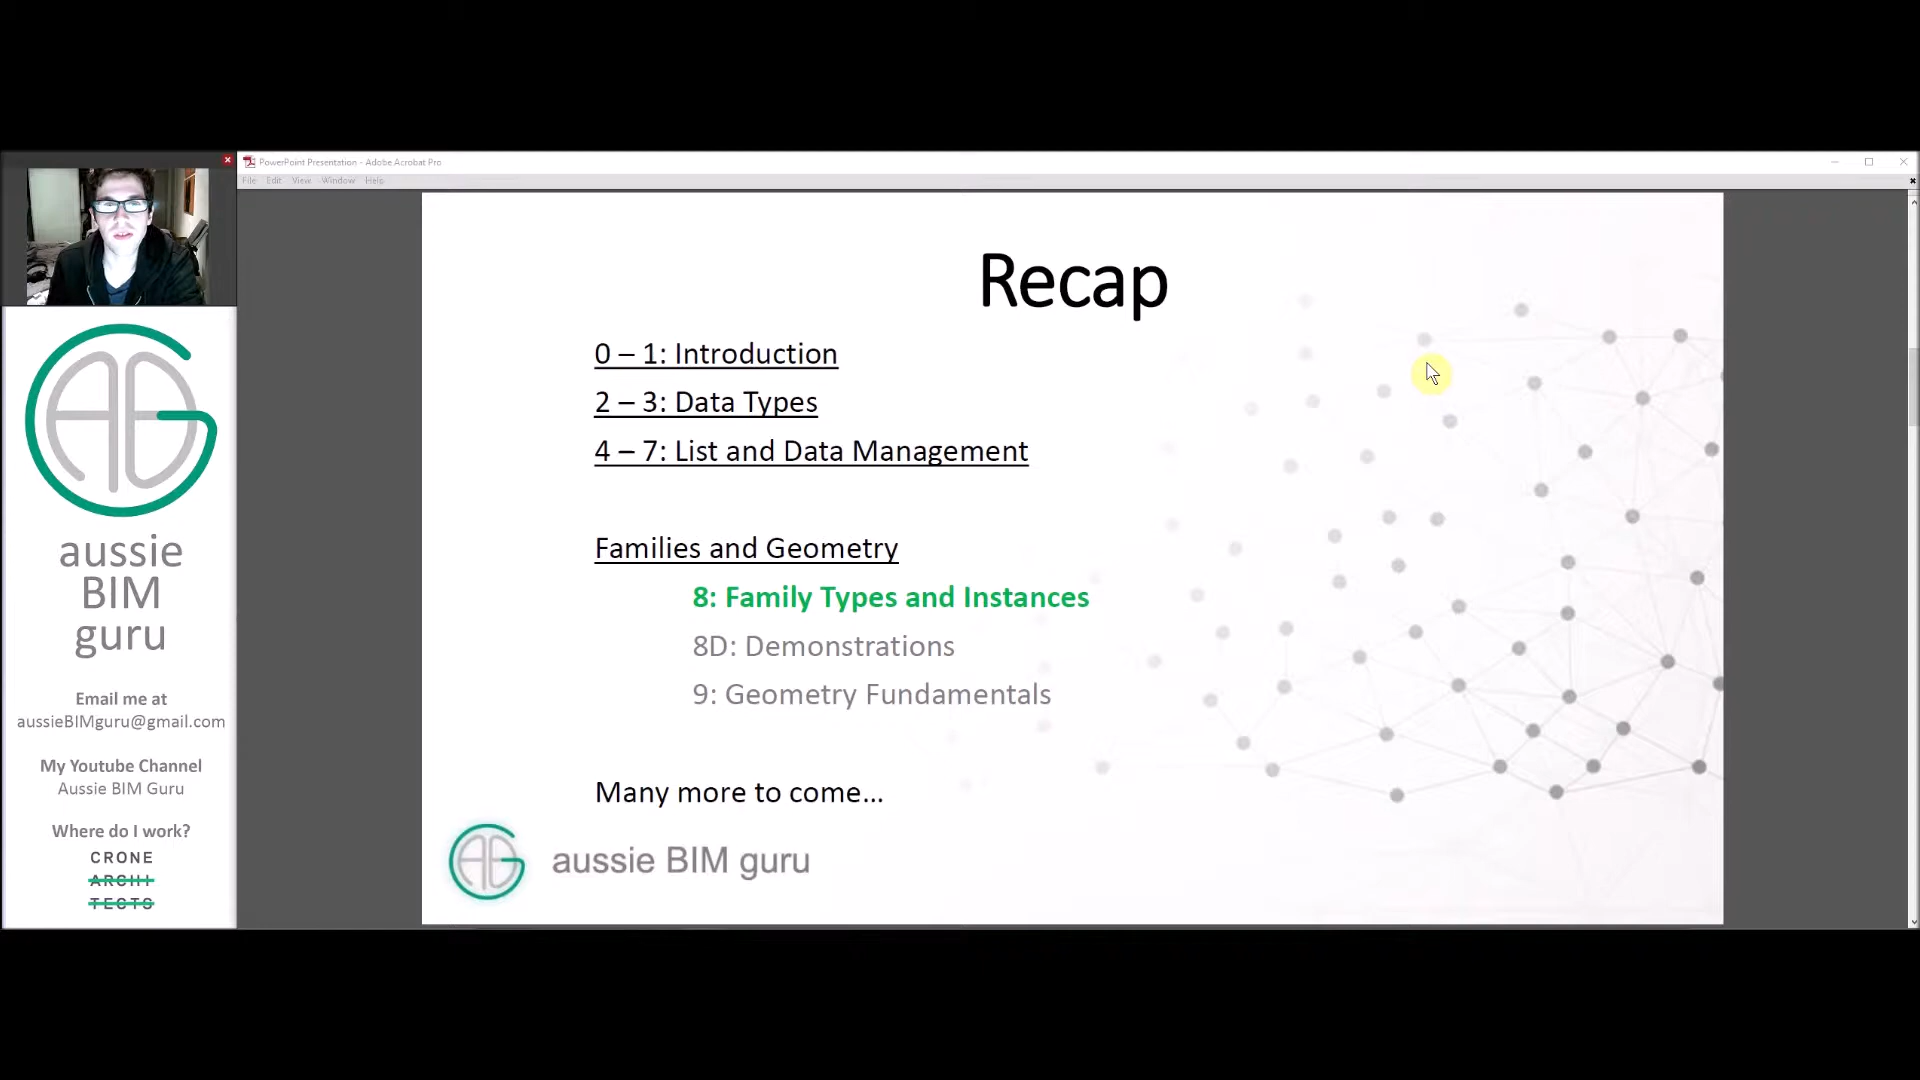 PowerPoint Presentation - Adobe Acrobat Pro
File Edit View Window Help
aussie
BIM
guru
Email me at
aussieBIMguru@gmail.com
My Youtube Channel
Aussie BIM Guru
Where do I work?
CRONE
ARCHI
TECTS
Recap
0 – 1: Introduction
2 – 3: Data Types
4 – 7: List and Data Management
Families and Geometry
8: Family Types and Instances
8D: Demonstrations
9: Geometry Fundamentals
Many more to come...
aussie BIM guru